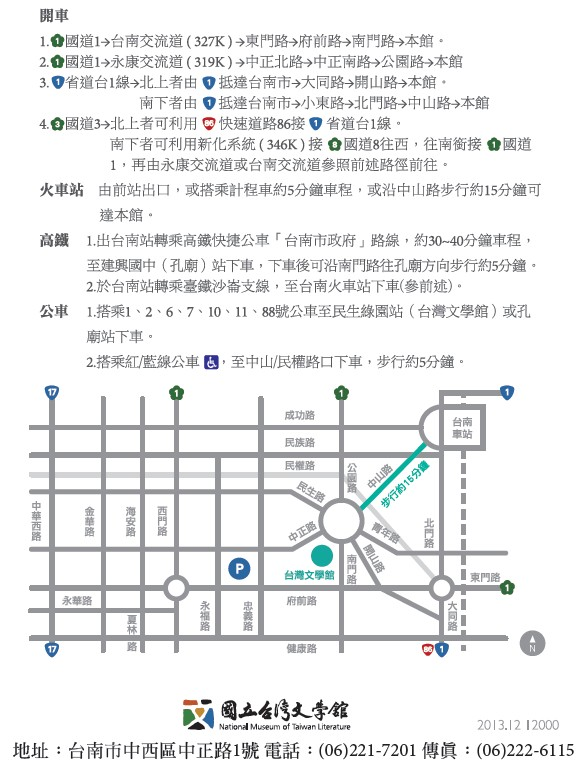 開車
1. 1 國道1→台南交流道 ( 327K ) →東門路→府前路→南門路→本館。
2. 1 國道1→永康交流道 ( 319K ) →中正北路→中正南路→公園路→本館
3. 1 省道台1線→北上者由 1 抵達台南市→大同路→開山路→本館。
南下者由 1 抵達台南市→小東路→北門路→中山路→本館
4. 3 國道3→北上者可利用 86 快速道路86接 1 省道台1線。
南下者可利用新化系統 (346K) 接 8 國道8往西，往南銜接 1 國道
1，再由永康交流道或台南交流道參照前述路徑前往。
火車站 由前站出口，或搭乘計程車約5分鐘車程，或沿中山路步行約15分鐘可
達本館。
高鐵 1.出台南站轉乘高鐵快捷公車「台南市政府」路線，約30~40分鐘車程，
至建興國中（孔廟）站下車，下車後可沿南門路往孔廟方向步行約5分鐘。
2.於台南站轉乘臺鐵沙崙支線，至台南火車站下車(參前述)。
公車 1.搭乘1、2、6、7、10、11、88號公車至民生綠園站（台灣文學館）或孔
廟站下車。
2.搭乘紅/藍線公車 ，至中山/民權路口下車，步行約5分鐘。
17 1 1 1
成功路
台南
車站
民族路
民權路
公園路
中山路
步行約15分鐘
民生路
中華西路
金華路
海安路
西門路
中正路
青年路
北門路
開山路
南門路
P
台灣文學館
東門路
1
永華路
永福路
忠義路
府前路
大同路
夏林路
健康路
17
86 1
N
國立台灣文學館
National Museum of Taiwan Literature
2013.12 12000
地址：台南市中西區中正路1號 電話：(06)221-7201 傳眞：(06)222-6115